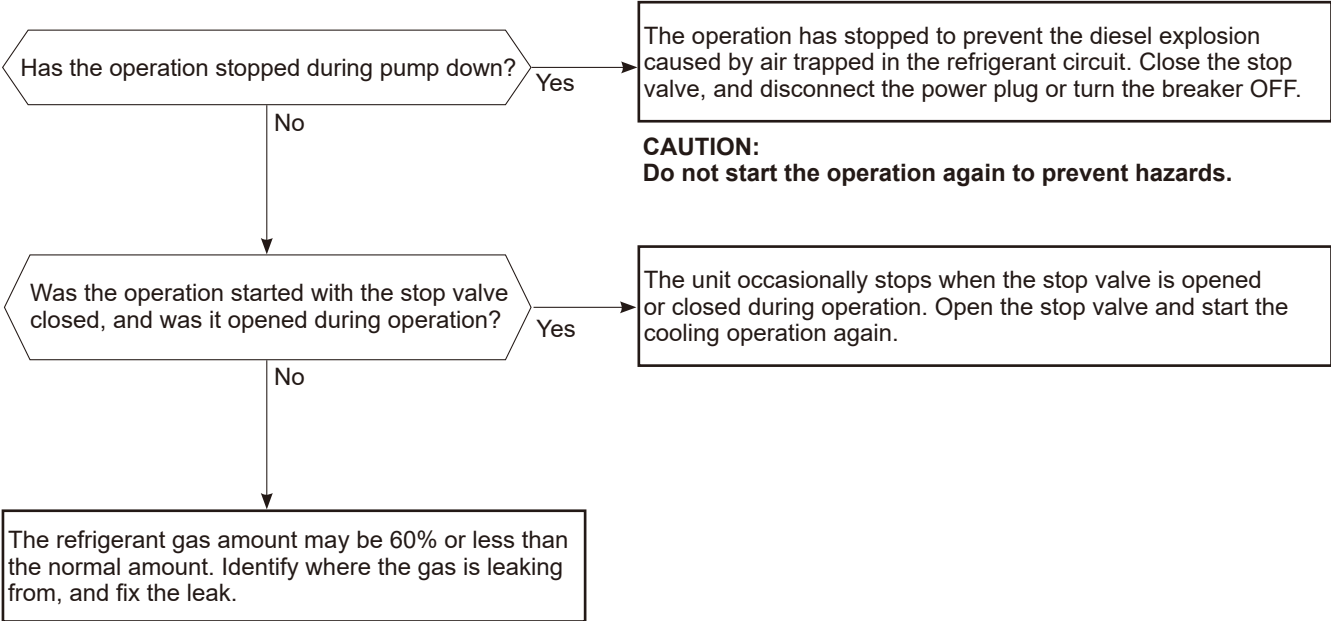 Has the operation stopped during pump down?
Yes
The operation has stopped to prevent the diesel explosion
caused by air trapped in the refrigerant circuit. Close the stop
valve, and disconnect the power plug or turn the breaker OFF.
No
CAUTION:
Do not start the operation again to prevent hazards.
Was the operation started with the stop valve
closed, and was it opened during operation?
Yes
The unit occasionally stops when the stop valve is opened
or closed during operation. Open the stop valve and start the
cooling operation again.
No
The refrigerant gas amount may be 60% or less than
the normal amount. Identify where the gas is leaking
from, and fix the leak.